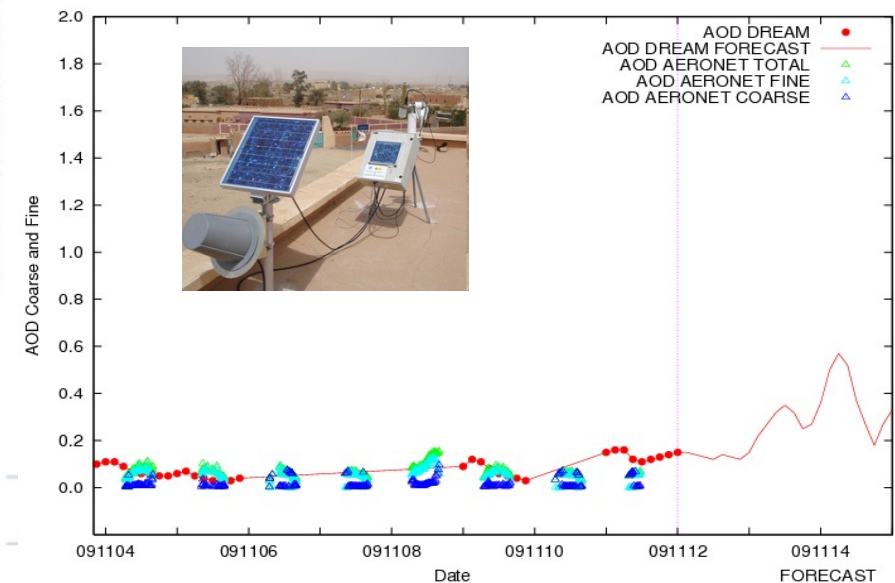 2.0
1.8
1.6
1.4
1.2
1.0
0.8
0.6
0.4
0.2
0.0
AOD Coarse and Fine
AOD DREAM
AOD DREAM FORECAST
AOD AERONET TOTAL
AOD AERONET FINE
AOD AERONET COARSE
091104 091106 091108 091110 091112 091114
Date FORECAST